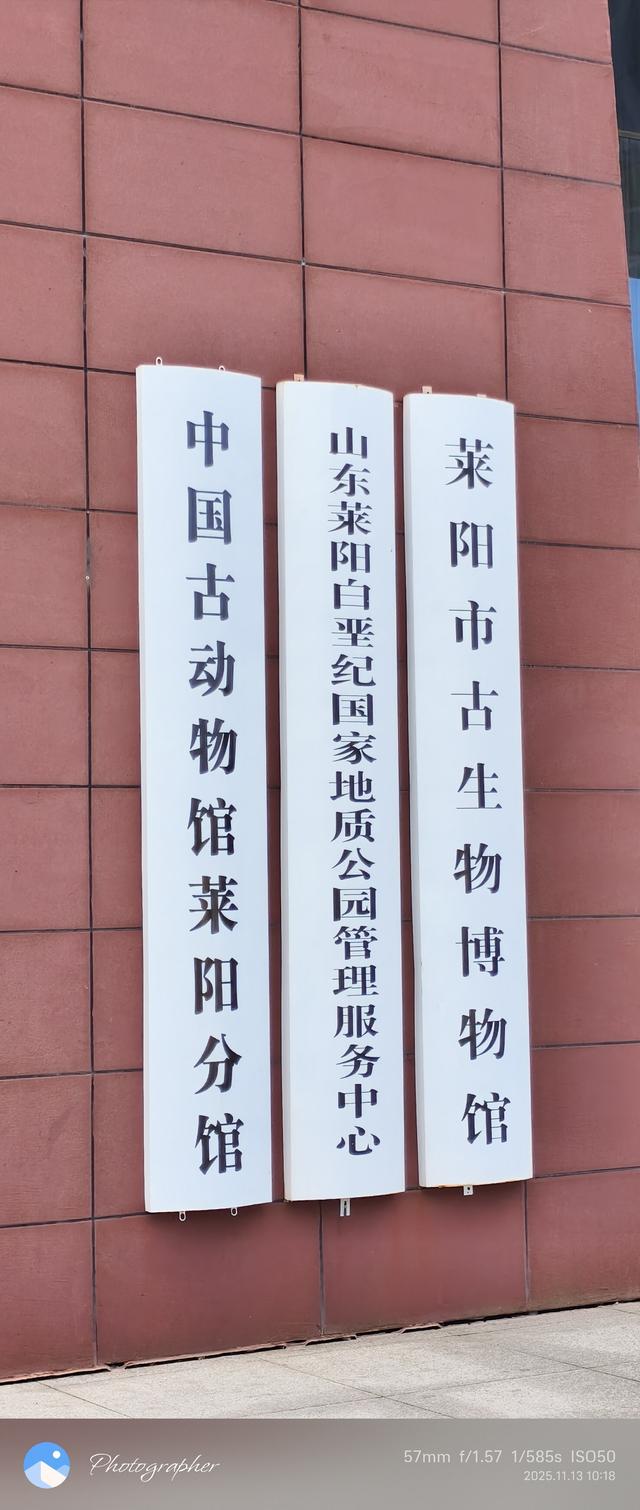 中国古动物馆莱阳分馆
山东莱阳白垩纪国家地质公园管理服务中心
莱阳市古生物博物馆
Photographer
57mm f/1.57 1/585s ISO50
2025.11.13 10:18